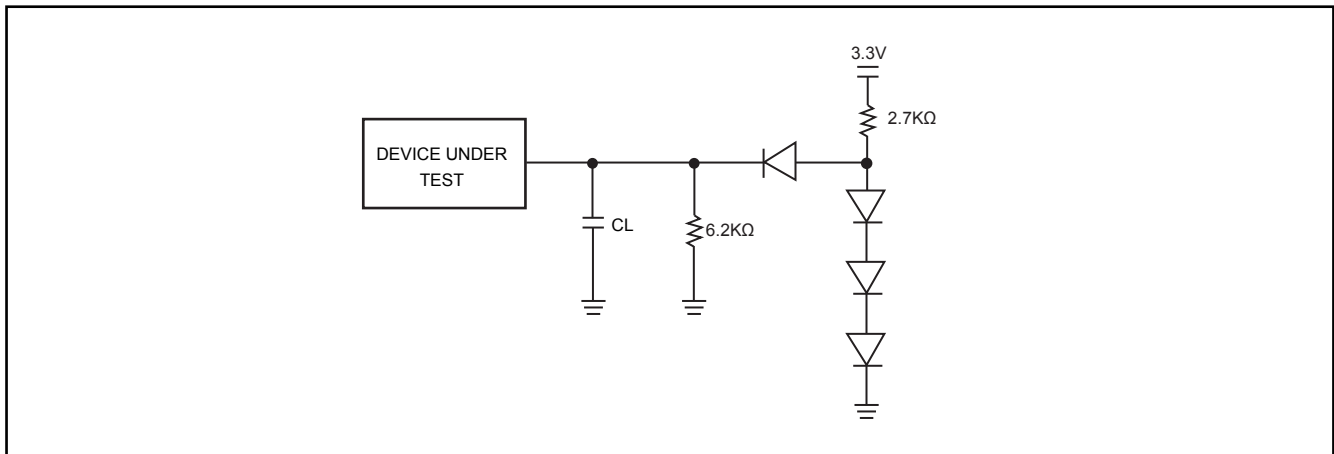 3.3V
2.7KΩ
DEVICE UNDER
TEST
CL
6.2KΩ